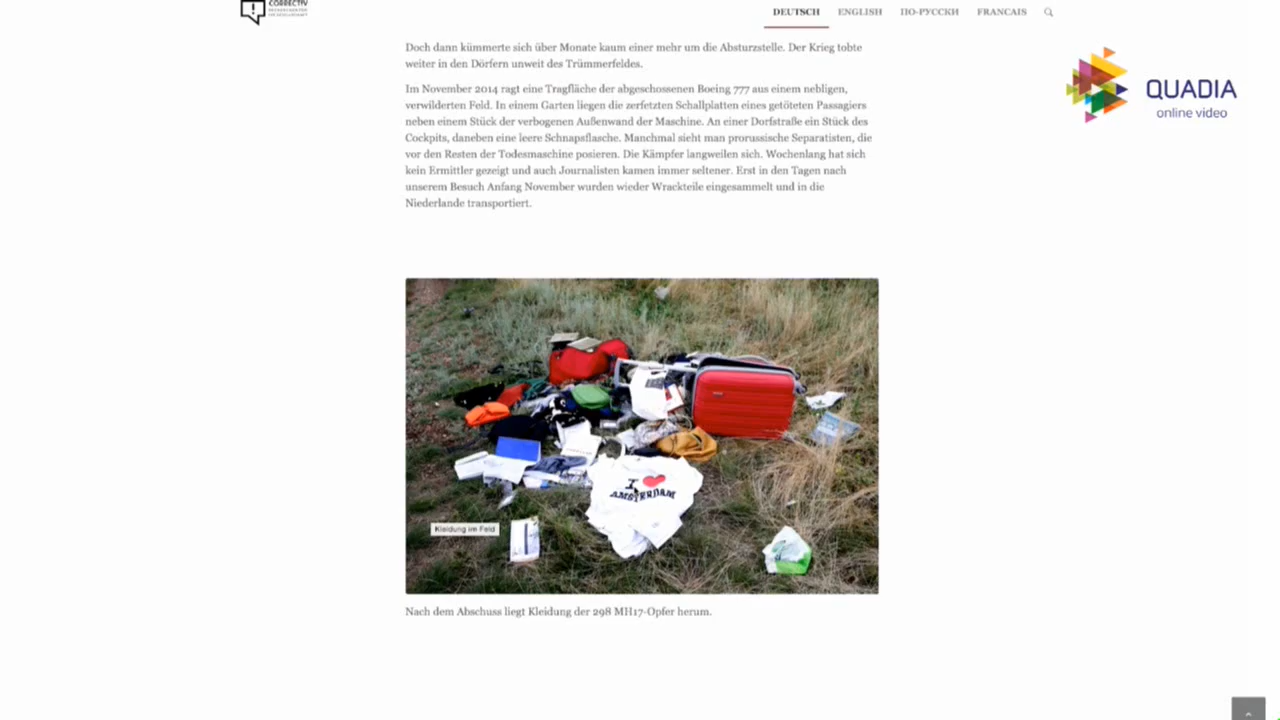 CORRECTIV
DEUTSCH ENGLISH ПО-РУССКИ FRANCAIS
Doch dann kümmerte sich über Monate kaum einer mehr um die Absturzstelle. Der Krieg tobte
weiter in den Dörfern unweit des Trümmerfeldes.
QUADIA
online video
Im November 2014 ragt eine Tragfläche der abgeschossenen Boeing 777 aus einem nebligen,
verwilderten Feld. In einem Garten liegen die zerfetzten Schallplatten eines getöteten Passagiers
neben einem Stück der verbogenen Außenwand der Maschine. An einer Dorfstraße ein Stück des
Cockpits, daneben eine leere Schnapsflasche. Manchmal sieht man prorussische Separatisten, die
vor den Resten der Todesmaschine posieren. Die Kämpfer langweilen sich. Wochenlang hat sich
kein Ermittler gezeigt und auch Journalisten kamen immer seltener. Erst in den Tagen nach
unserem Besuch Anfang November wurden wieder Wrackteile eingesammelt und in die
Niederlande transportiert.
I
AMSTERDAM
Kleidung im Feld
Nach dem Abschuss liegt Kleidung der 298 MH17-Opfer herum.